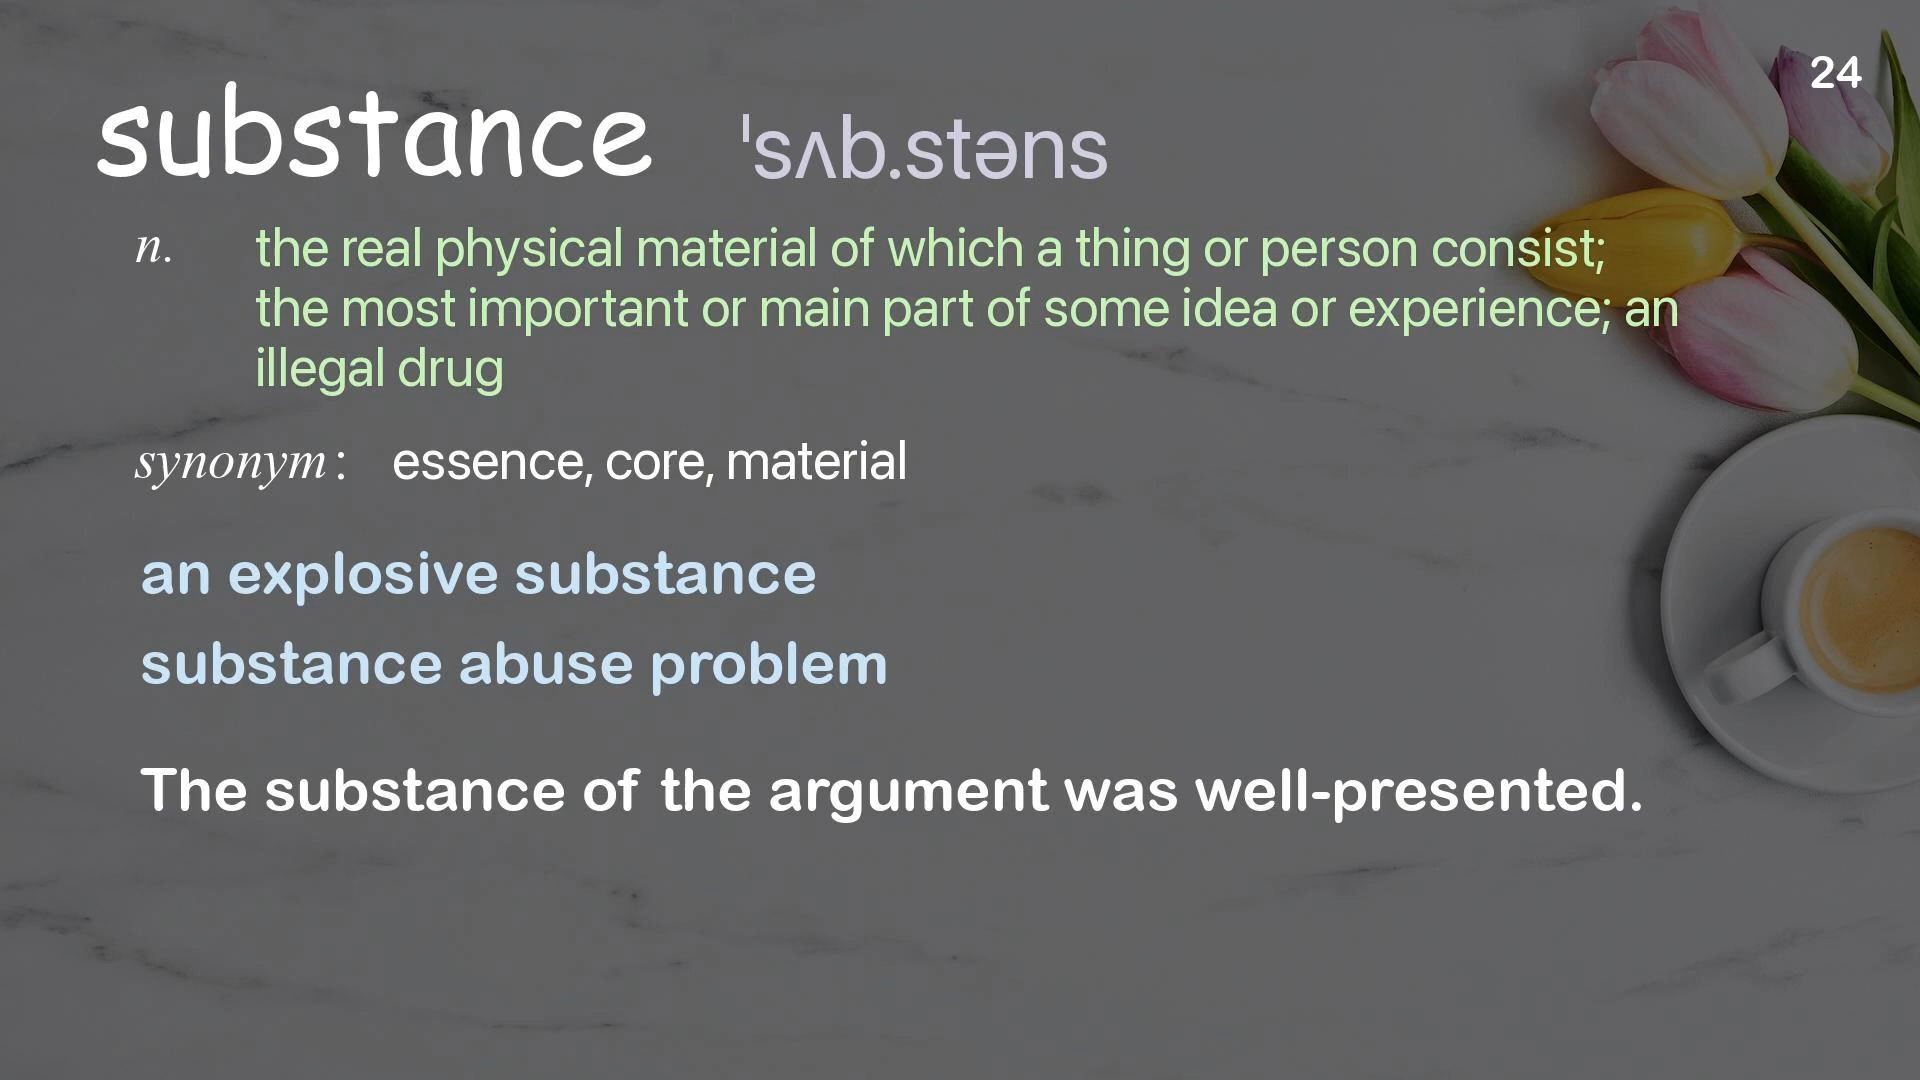 24
substance ˈsʌb.stəns
n. the real physical material of which a thing or person consist;
the most important or main part of some idea or experience; an
illegal drug
synonym: essence, core, material
an explosive substance
substance abuse problem
The substance of the argument was well-presented.